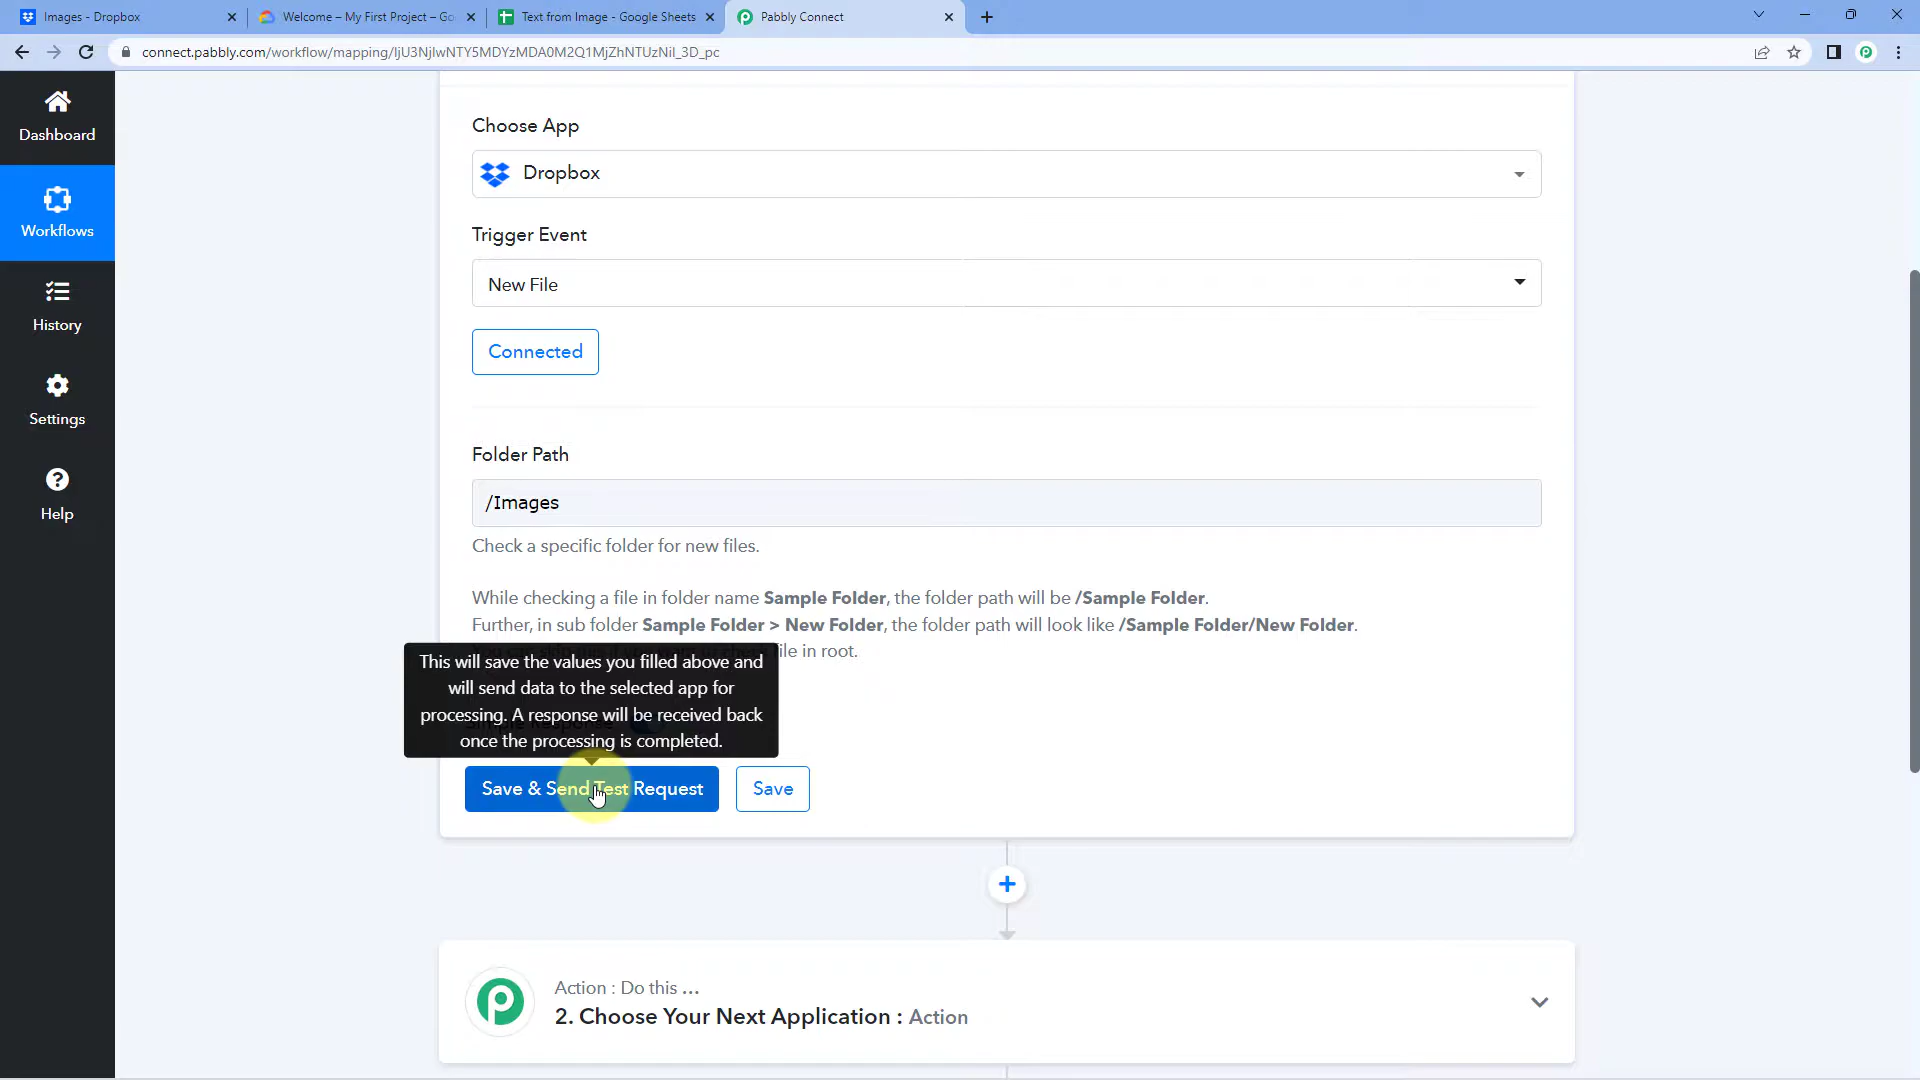 Images - Dropbox
Welcome – My First Project – Go
Text from Image - Google Sheets
Pabbly Connect
connect.pabbly.com/workflow/mapping/IjU3NjIwNTY5MDYzMDA0M2Q1MjZhNTUzNiI_3D_pc
Dashboard
Workflows
History
Settings
Help
Choose App
Dropbox
Trigger Event
New File
Connected
Folder Path
/Images
Check a specific folder for new files.
While checking a file in folder name Sample Folder, the folder path will be /Sample Folder.
Further, in sub folder Sample Folder > New Folder, the folder path will look like /Sample Folder/New Folder.
file in root.
This will save the values you filled above and
will send data to the selected app for
processing. A response will be received back
once the processing is completed.
Save & Send Test Request
Save
Action : Do this ...
2. Choose Your Next Application : Action